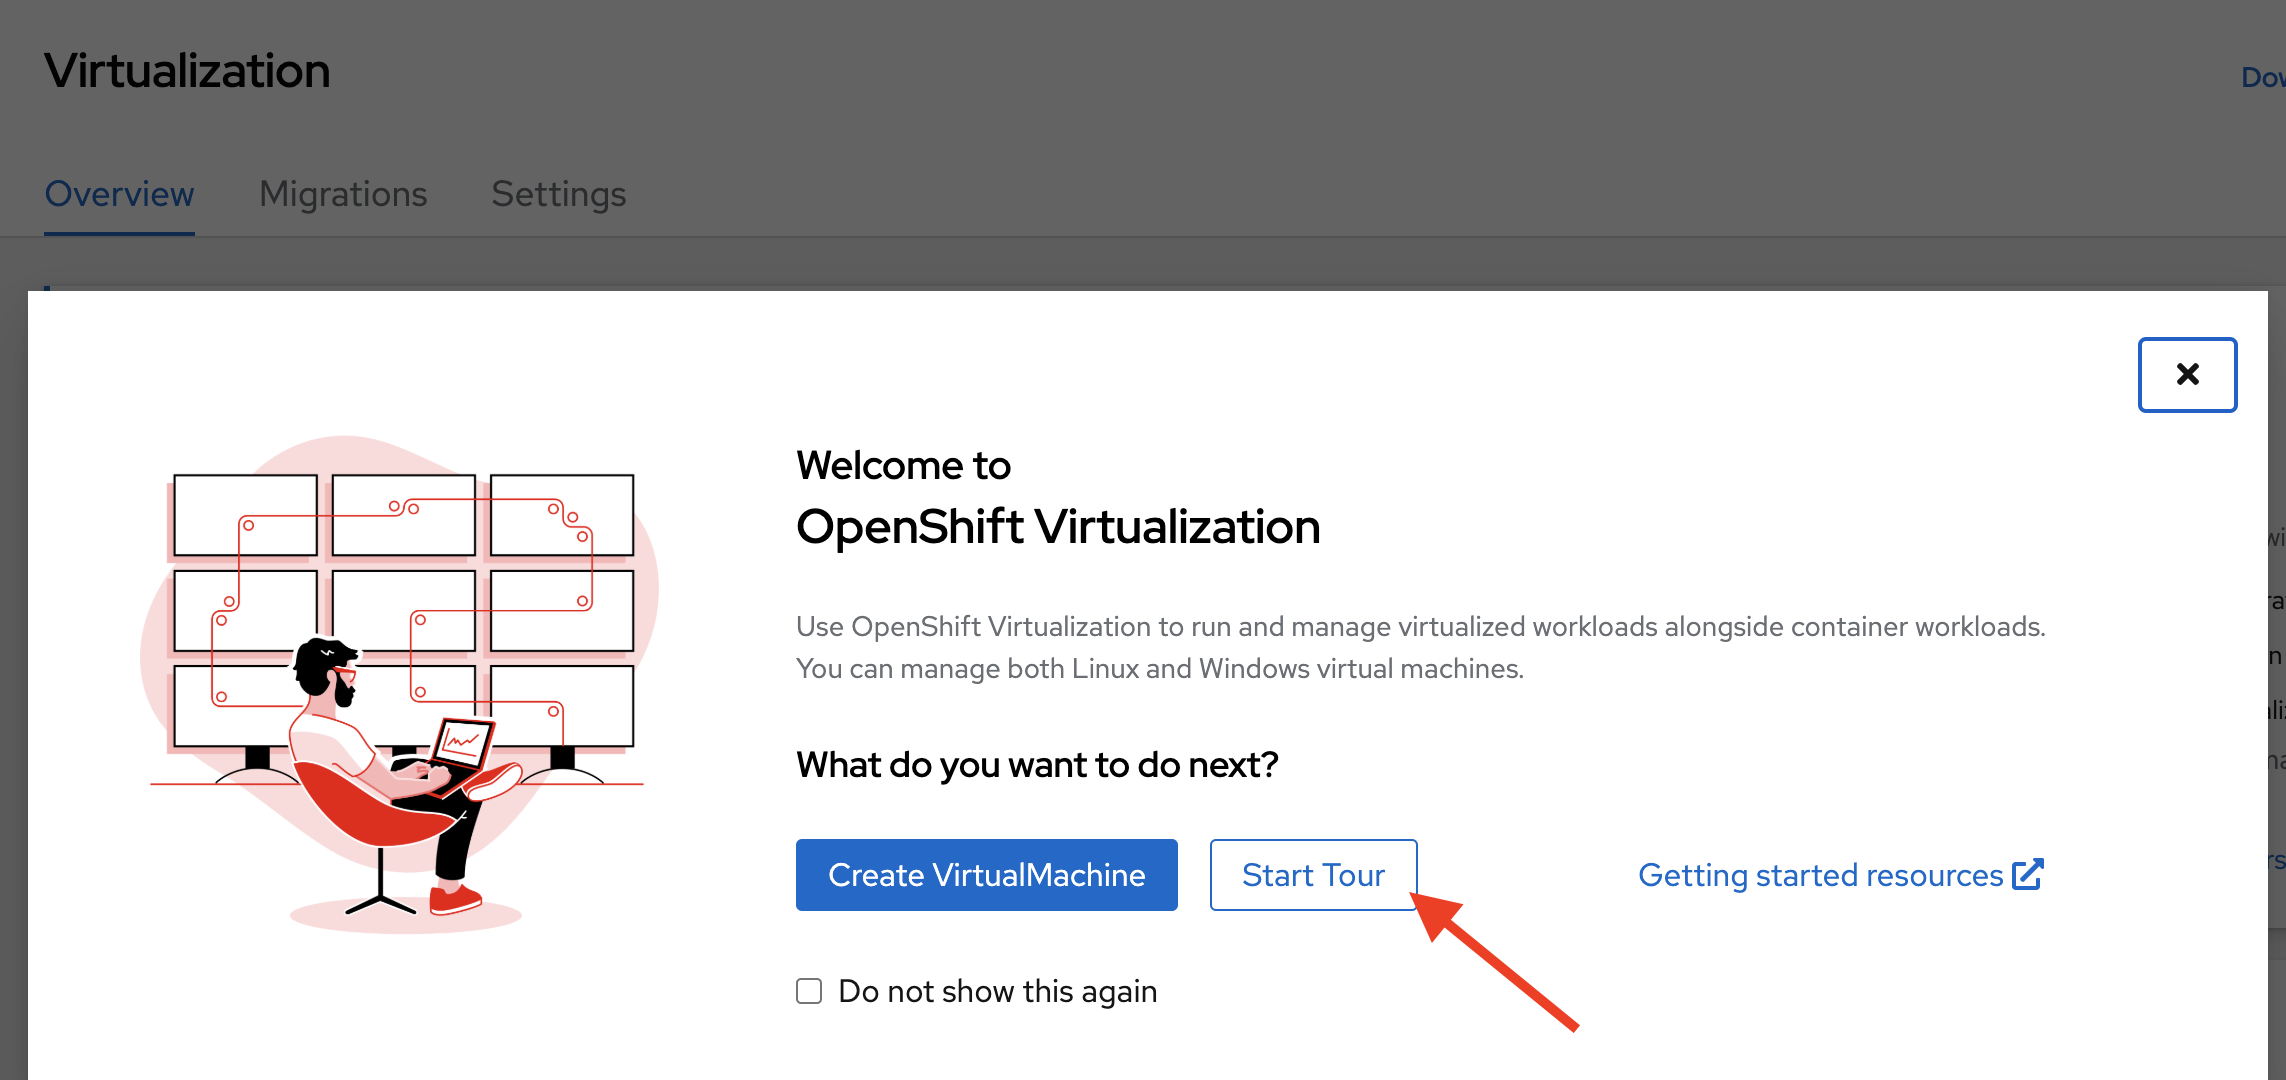 Virtualization
Overview Migrations Settings
Welcome to
OpenShift Virtualization
Use OpenShift Virtualization to run and manage virtualized workloads alongside container workloads.
You can manage both Linux and Windows virtual machines.
What do you want to do next?
Create VirtualMachine Start Tour Getting started resources
Do not show this again